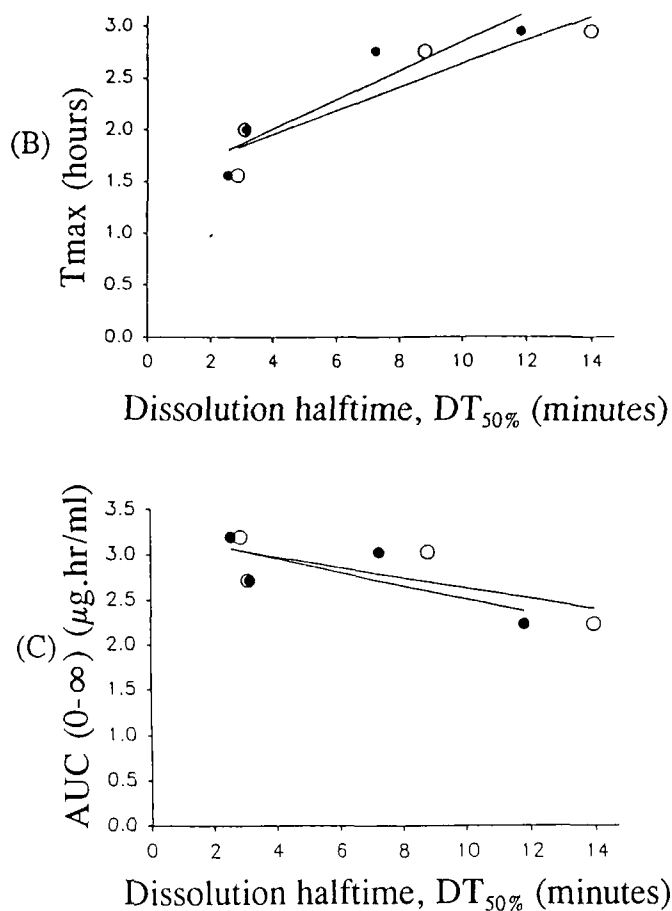 (B)
Tmax (hours)
3.0
2.5
2.0
1.5
1.0
0.5
0.0
0 2 4 6 8 10 12 14
Dissolution halftime, DT50% (minutes)
(C)
AUC (0-∞) (μg.hr/ml)
3.5
3.0
2.5
2.0
1.5
1.0
0.5
0.0
0 2 4 6 8 10 12 14
Dissolution halftime, DT50% (minutes)